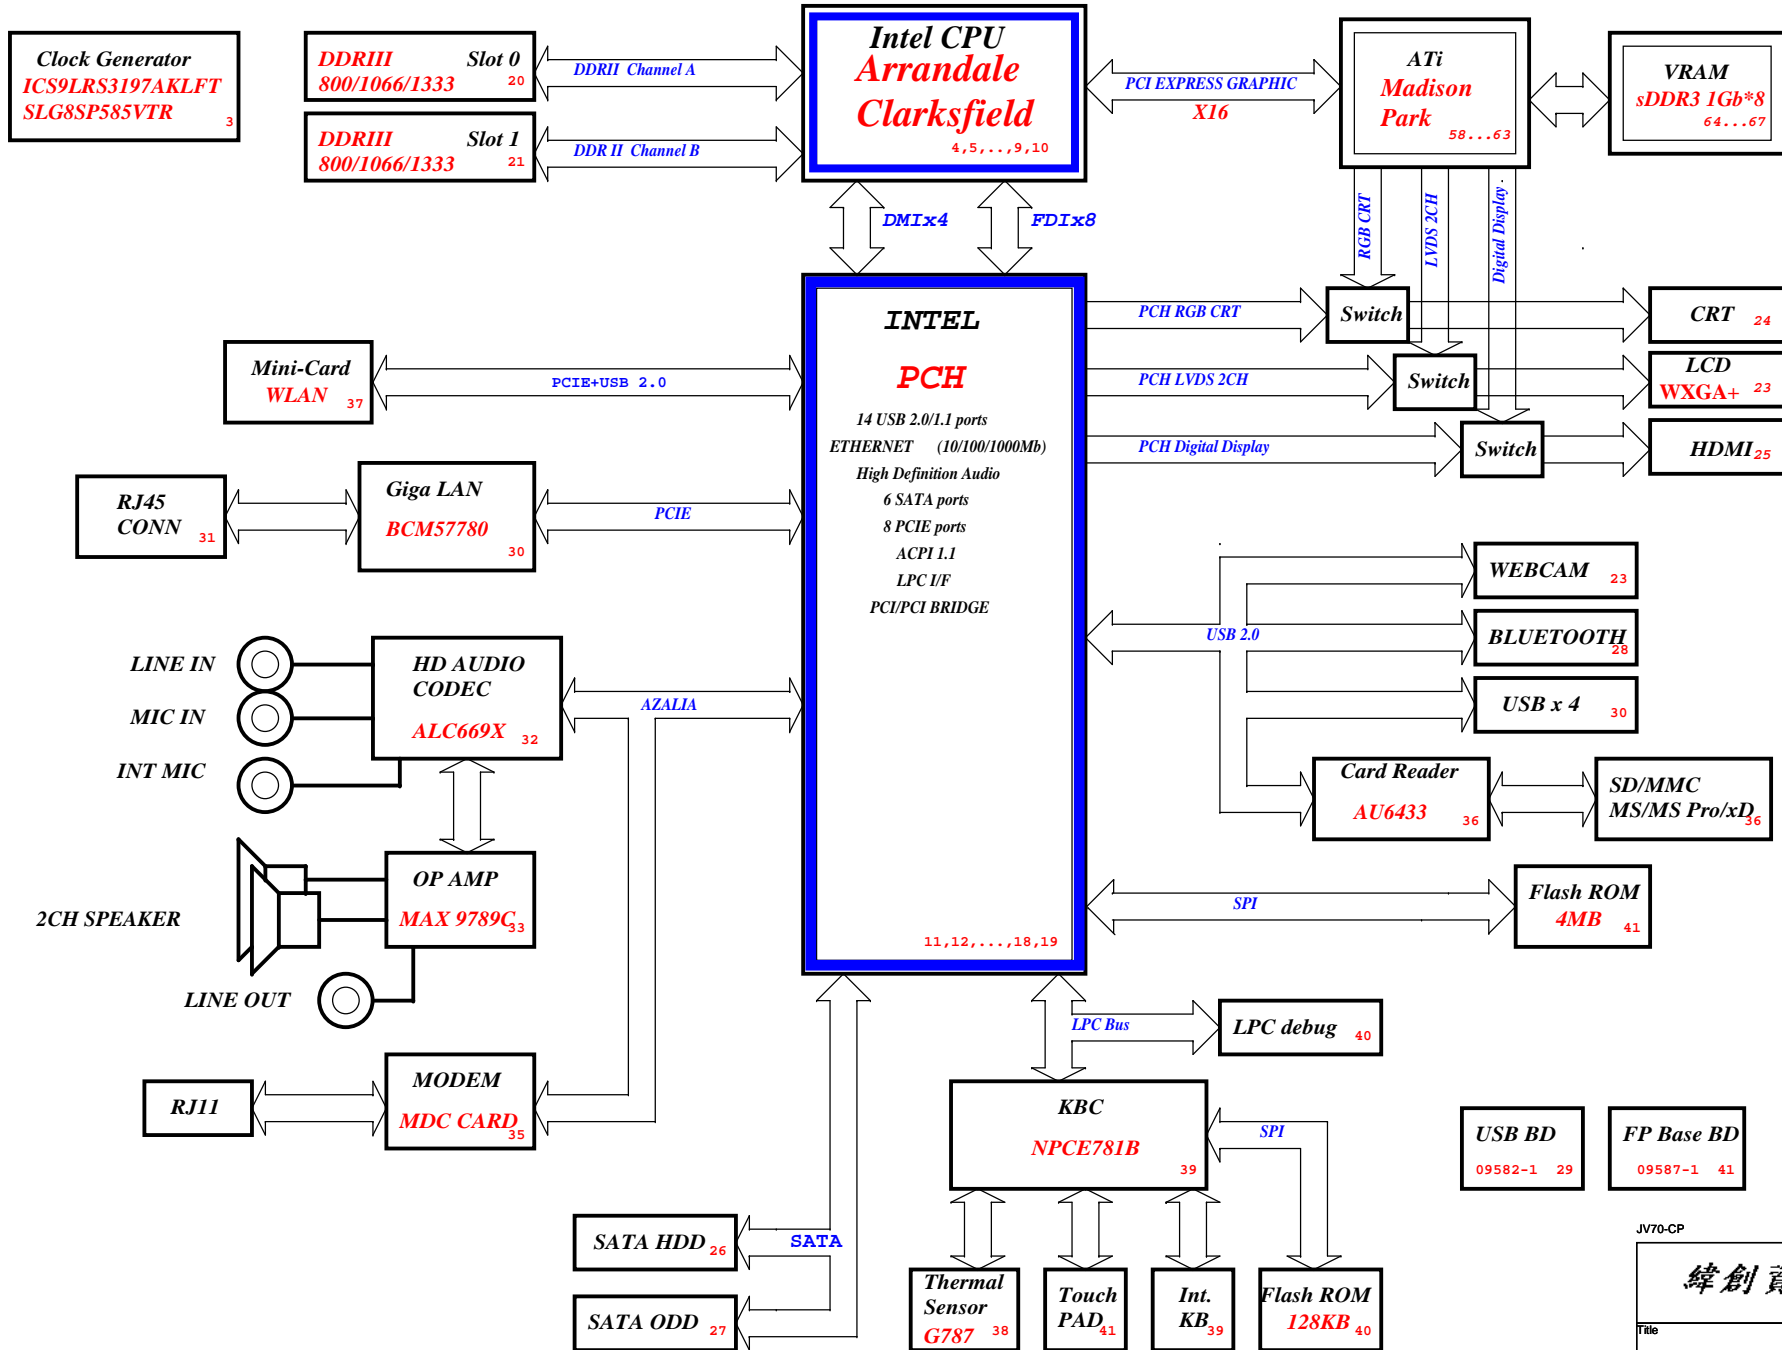 Clock Generator
ICS9LRS3197AKLFT
SLG8SP585VTR
3
DDRIII Slot 0
800/1066/1333 20
DDRII Channel A
DDRIII Slot 1
800/1066/1333 21
DDR II Channel B
Intel CPU
Arrandale
Clarksfield
4,5,..,9,10
PCI EXPRESS GRAPHIC
X16
ATi
Madison
Park
58...63
VRAM
sDDR3 1Gb*8
64...67
DMIx4
FDIx8
RGB CRT
LVDS 2CH
Digital Display
INTEL
PCH
14 USB 2.0/1.1 ports
ETHERNET (10/100/1000Mb)
High Definition Audio
6 SATA ports
8 PCIE ports
ACPI 1.1
LPC I/F
PCI/PCI BRIDGE
11,12,...,18,19
PCH RGB CRT
Switch
CRT 24
PCH LVDS 2CH
Switch
LCD
WXGA+ 23
PCH Digital Display
Switch
HDMI 25
Mini-Card
WLAN 37
PCIE+USB 2.0
RJ45
CONN 31
Giga LAN
BCM57780
30
PCIE
WEBCAM 23
USB 2.0
BLUETOOTH
28
USB x 4 30
Card Reader
AU6433 36
SD/MMC
MS/MS Pro/xD
36
LINE IN
MIC IN
INT MIC
HD AUDIO
CODEC
ALC669X 32
AZALIA
OP AMP
MAX 9789C
33
2CH SPEAKER
LINE OUT
SPI
Flash ROM
4MB 41
RJ11
MODEM
MDC CARD
35
LPC Bus
LPC debug 40
KBC
NPCE781B
39
SPI
USB BD
09582-1 29
FP Base BD
09587-1 41
SATA HDD 26
SATA
SATA ODD 27
Thermal
Sensor
G787 38
Touch
PAD 41
Int.
KB 39
Flash ROM
128KB 40
JV70-CP
緯創
Title